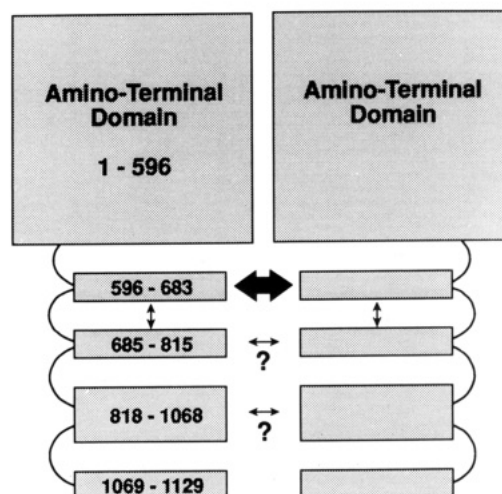 Amino-Terminal
Domain
1 - 596
Amino-Terminal
Domain
596 - 683
685 - 815
?
818 - 1068
?
1069 - 1129